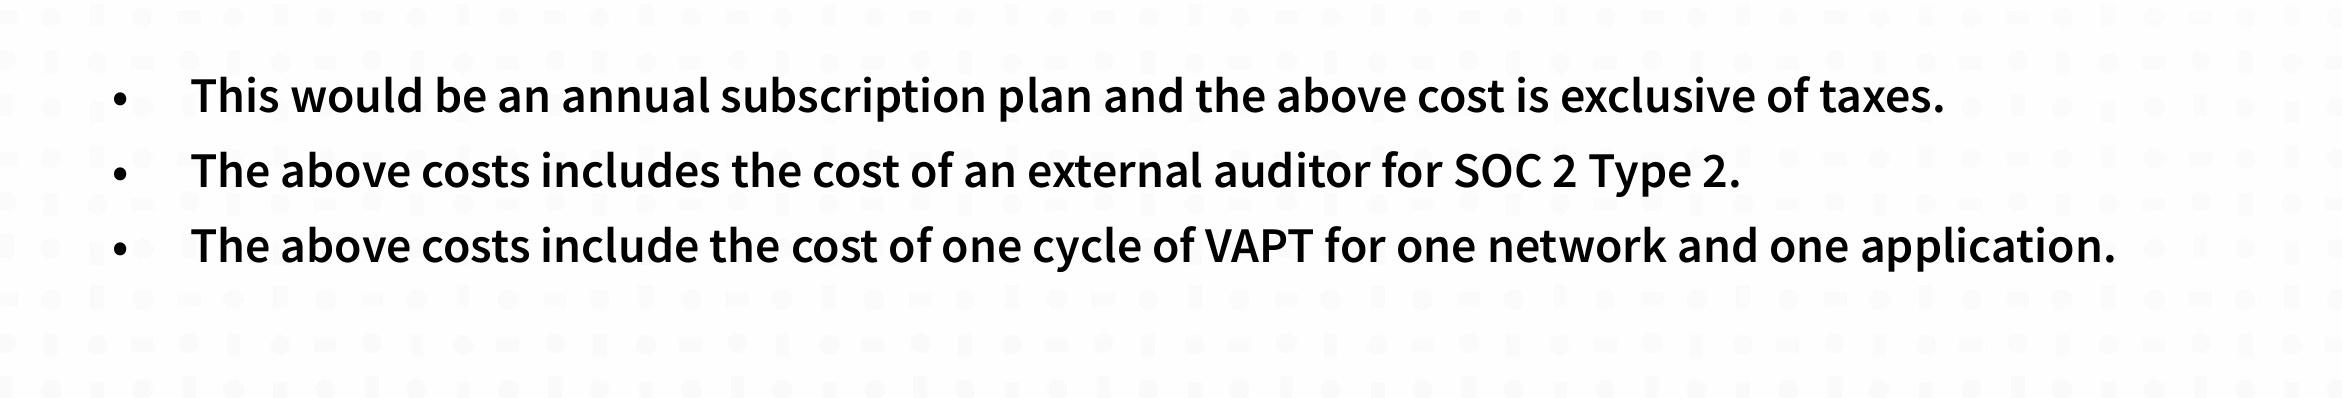 • This would be an annual subscription plan and the above cost is exclusive of taxes.
• The above costs includes the cost of an external auditor for SOC 2 Type 2.
• The above costs include the cost of one cycle of VAPT for one network and one application.